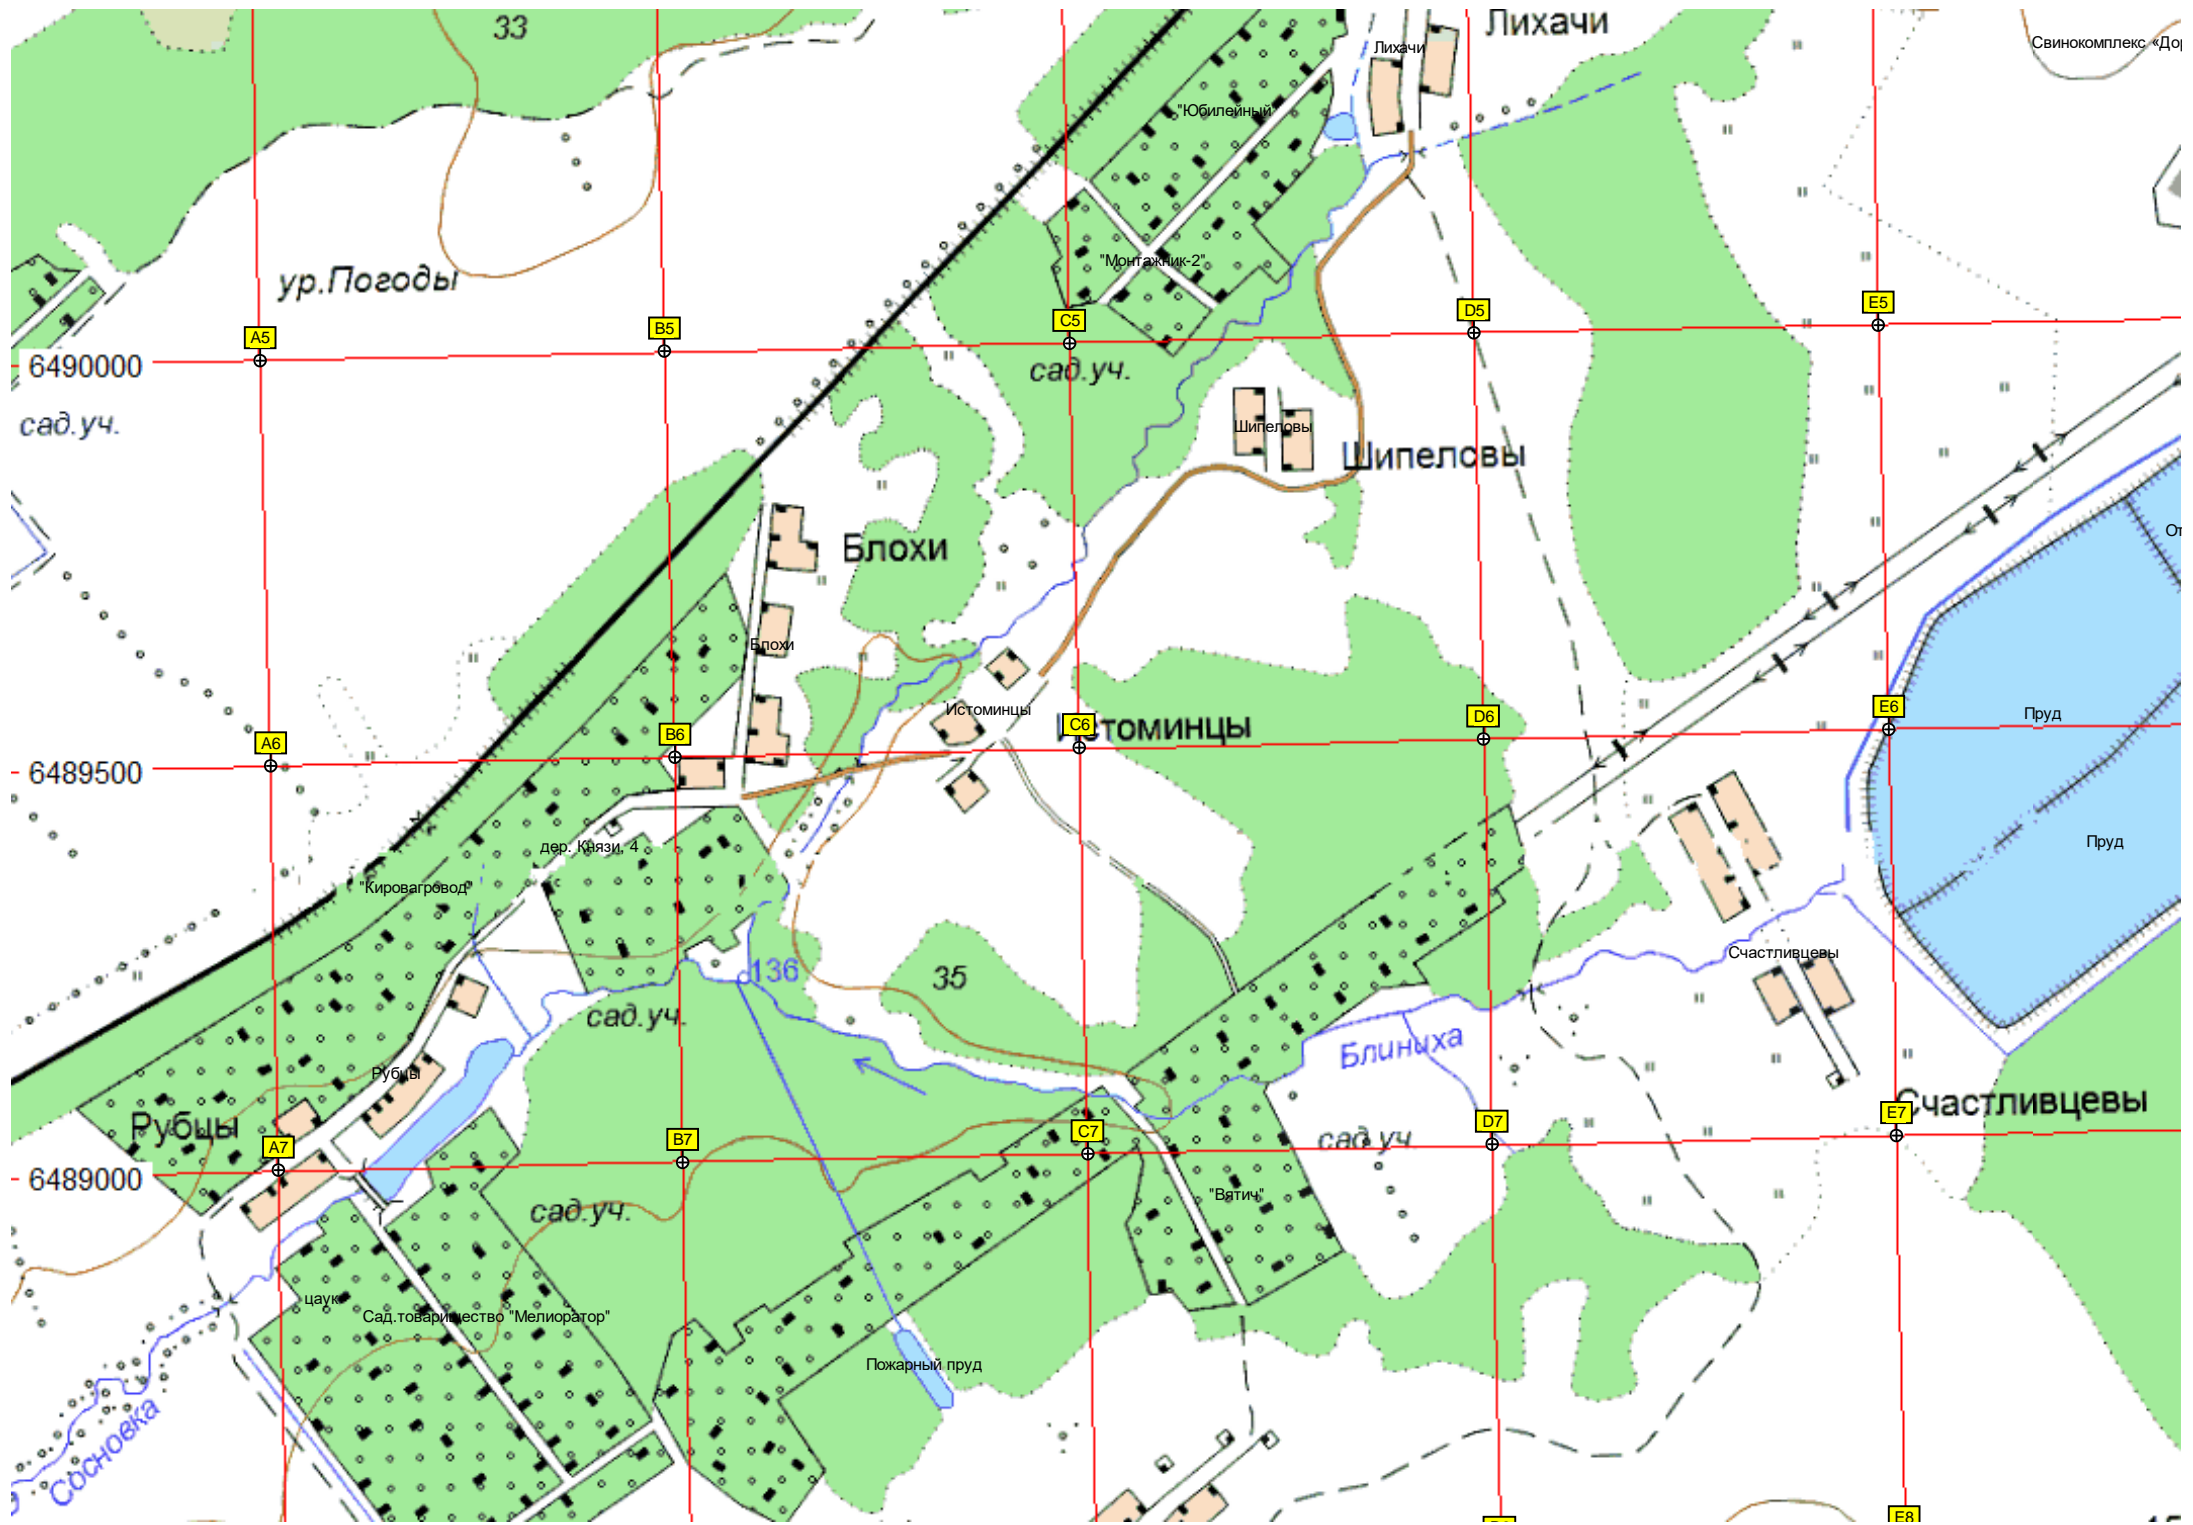 33
Лихачи
Лихачи
"Юбилейный"
ур.Погоды
"Монтажник-2"
A5
B5
C5
D5
E5
6490000
сад.уч.
сад.уч.
Шипеловы
Шипеловы
Блохи
Блохи
Истоминцы
Истоминцы
A6
B6
C6
D6
E6
Пруд
6489500
дер. Князи, 4
Пруд
"Кировагровод"
Счастливцевы
136
35
сад.уч.
Блиниха
Рубцы
Рубцы
Счастливцевы
A7
B7
C7
D7
E7
сад.уч
6489000
"Вятич"
сад.уч.
цаук
Сад.товарищество "Мелиоратор"
Пожарный пруд
Сосновка
E8